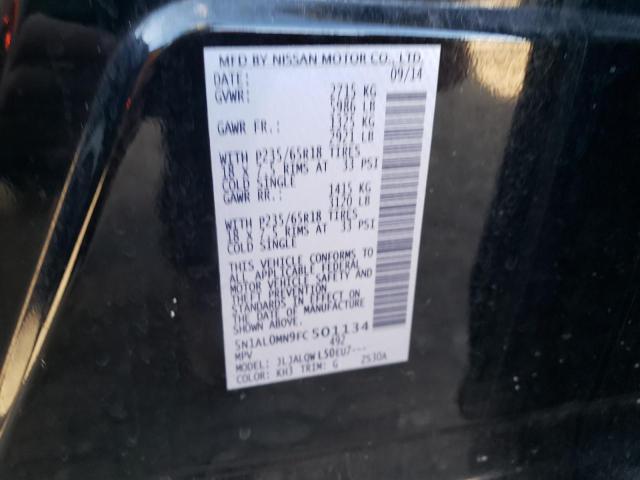 MFD BY NISSAN MOTOR CO., LTD.
DATE: 09/14
GVWR: 2715 KG
5986 LB
GAWR FR: 1325 KG
2921 LB
WITH P235/65R18 TIRES
18 X 7.5 RIMS AT 33 PSI
COLD SINGLE
GAWR RR: 1415 KG
3120 LB
WITH P235/65R18 TIRES
18 X 7.5 RIMS AT 33 PSI
COLD SINGLE
THIS VEHICLE CONFORMS TO
ALL APPLICABLE FEDERAL
MOTOR VEHICLE SAFETY AND
THEFT PREVENTION
STANDARDS IN EFFECT ON
THE DATE OF MANUFACTURE
SHOWN ABOVE.
5N1AL0MN9FC501134
MPV 492
MODEL: JLJALQWL50EU7---
COLOR: KH3 TRIM: G 2530A